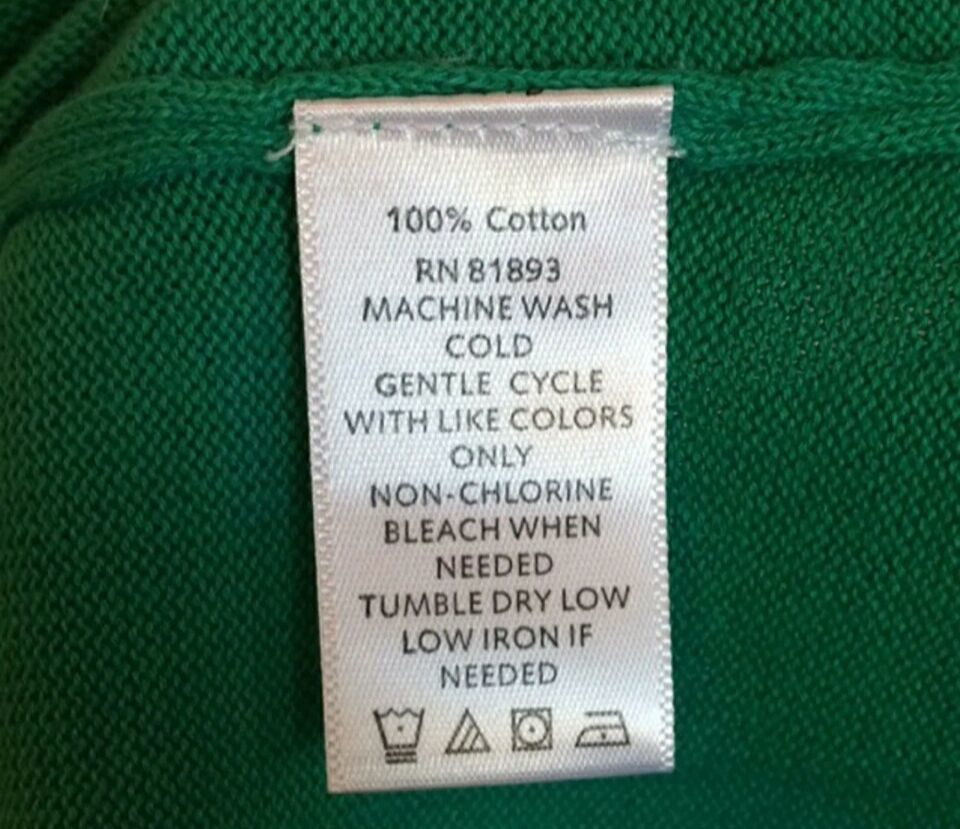 100% Cotton
RN 81893
MACHINE WASH
COLD
GENTLE CYCLE
WITH LIKE COLORS
ONLY
NON-CHLORINE
BLEACH WHEN
NEEDED
TUMBLE DRY LOW
LOW IRON IF
NEEDED